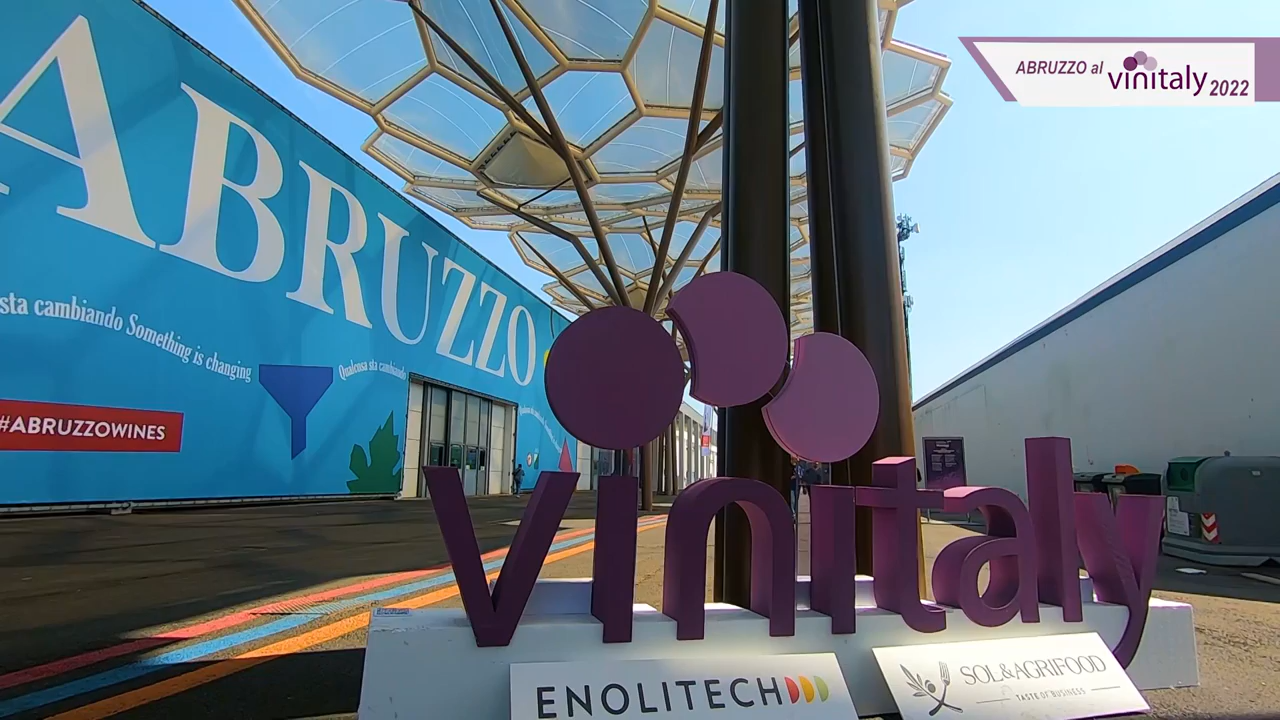 ABRUZZO al vinitaly 2022
ABRUZZO
sta cambiando Something is changing
Qualcosa sta cambiando
#ABRUZZOWINES
vinitaly
ENOLITECH
SOL&AGRIFOOD
TASTE OF BUSINESS